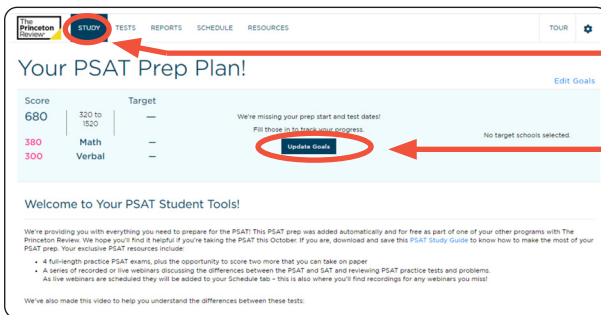 The
Princeton
Review
STUDY TESTS REPORTS SCHEDULE RESOURCES TOUR
Your PSAT Prep Plan!
Edit Goals
Score Target
680 320 to 1520 —
380 Math —
300 Verbal —
We're missing your prep start and test dates!
Fill those in to track your progress.
Update Goals
No target schools selected.
Welcome to Your PSAT Student Tools!
We're providing you with everything you need to prepare for the PSAT! This PSAT prep was added automatically and for free as part of one of your other programs with The
Princeton Review. We hope you'll find it helpful if you're taking the PSAT this October. If you are, download and save this PSAT Study Guide to know how to make the most of your
PSAT prep. Your exclusive PSAT resources include:
• 4 full-length practice PSAT exams, plus the opportunity to score two more that you can take on paper
• A series of recorded or live webinars discussing the differences between the PSAT and SAT and reviewing PSAT practice tests and problems.
As live webinars are scheduled they will be added to your Schedule tab – this is also where you'll find recordings for any webinars you miss!
We've also made this video to help you understand the differences between these tests: